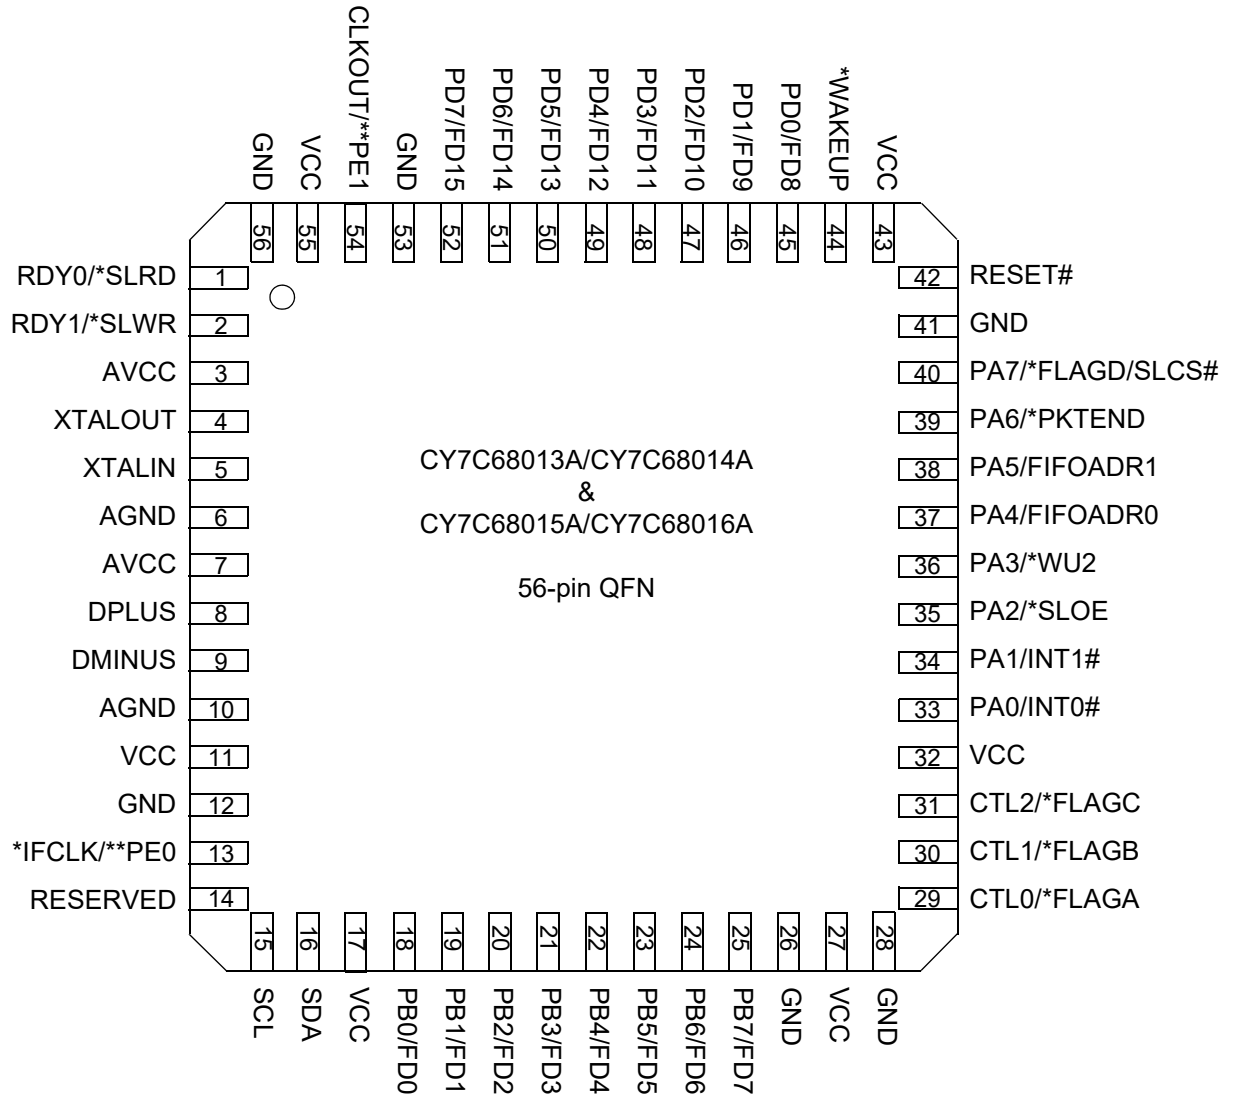 CLKOUT/**PE1
GND
VCC
GND
PD7/FD15
PD6/FD14
PD5/FD13
PD4/FD12
PD3/FD11
PD2/FD10
PD1/FD9
PD0/FD8
*WAKEUP
VCC
56
55
54
53
52
51
50
49
48
47
46
45
44
43
RDY0/*SLRD 1
RDY1/*SLWR 2
AVCC 3
XTALOUT 4
XTALIN 5
AGND 6
AVCC 7
DPLUS 8
DMINUS 9
AGND 10
VCC 11
GND 12
*IFCLK/**PE0 13
RESERVED 14
CY7C68013A/CY7C68014A
&
CY7C68015A/CY7C68016A
56-pin QFN
42 RESET#
41 GND
40 PA7/*FLAGD/SLCS#
39 PA6/*PKTEND
38 PA5/FIFOADR1
37 PA4/FIFOADR0
36 PA3/*WU2
35 PA2/*SLOE
34 PA1/INT1#
33 PA0/INT0#
32 VCC
31 CTL2/*FLAGC
30 CTL1/*FLAGB
29 CTL0/*FLAGA
15
16
17
18
19
20
21
22
23
24
25
26
27
28
SCL
SDA
VCC
PB0/FD0
PB1/FD1
PB2/FD2
PB3/FD3
PB4/FD4
PB5/FD5
PB6/FD6
PB7/FD7
GND
VCC
GND